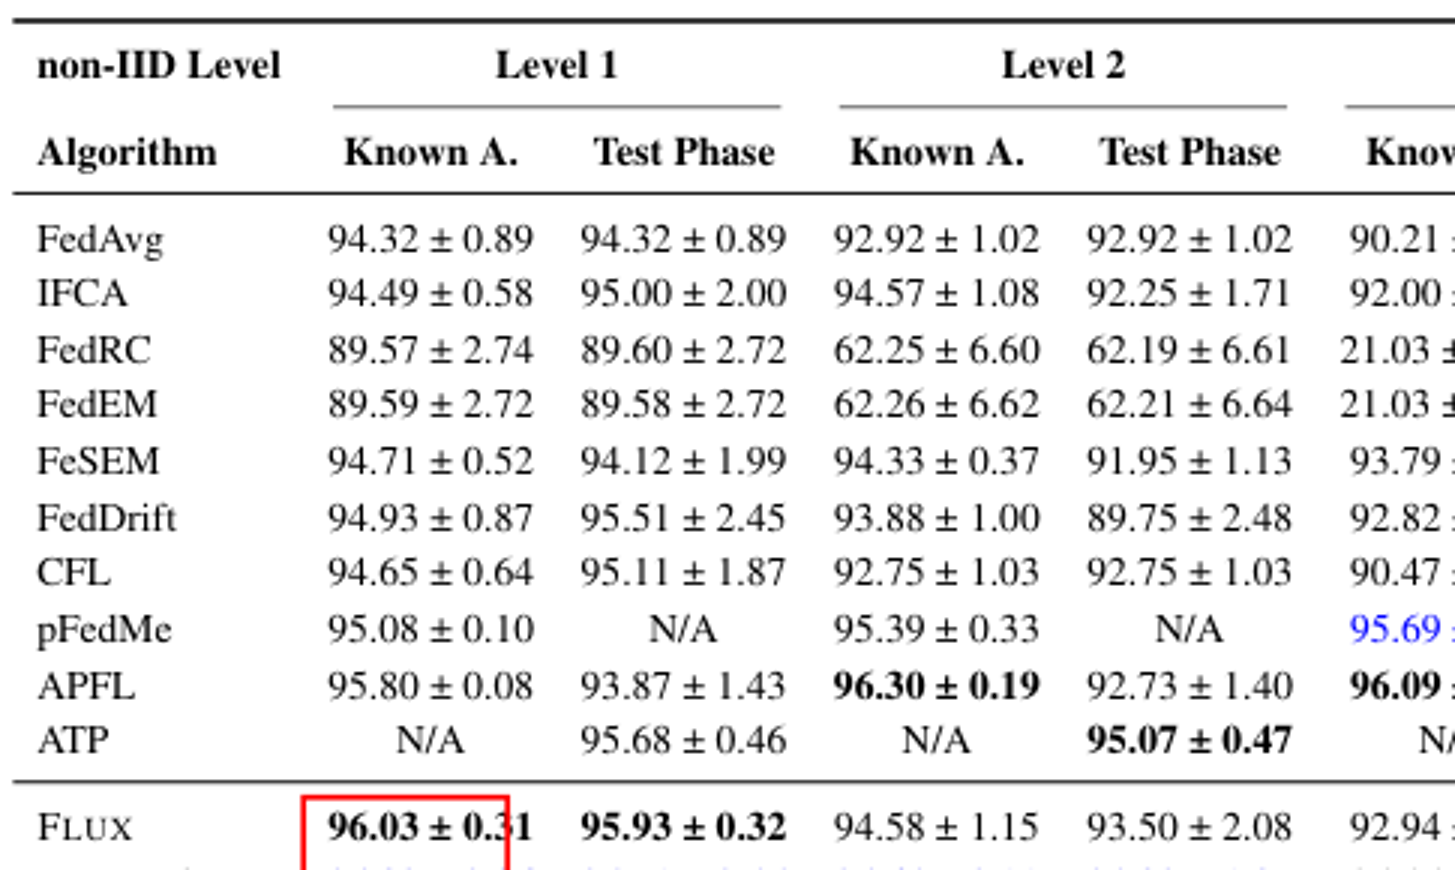 non-IID Level Level 1 Level 2
Algorithm Known A. Test Phase Known A. Test Phase
FedAvg 94.32 ± 0.89 94.32 ± 0.89 92.92 ± 1.02 92.92 ± 1.02 90.21
IFCA 94.49 ± 0.58 95.00 ± 2.00 94.57 ± 1.08 92.25 ± 1.71 92.00
FedRC 89.57 ± 2.74 89.60 ± 2.72 62.25 ± 6.60 62.19 ± 6.61 21.03 ±
FedEM 89.59 ± 2.72 89.58 ± 2.72 62.26 ± 6.62 62.21 ± 6.64 21.03 ±
FeSEM 94.71 ± 0.52 94.12 ± 1.99 94.33 ± 0.37 91.95 ± 1.13 93.79
FedDrift 94.93 ± 0.87 95.51 ± 2.45 93.88 ± 1.00 89.75 ± 2.48 92.82
CFL 94.65 ± 0.64 95.11 ± 1.87 92.75 ± 1.03 92.75 ± 1.03 90.47
pFedMe 95.08 ± 0.10 N/A 95.39 ± 0.33 N/A 95.69
APFL 95.80 ± 0.08 93.87 ± 1.43 96.30 ± 0.19 92.73 ± 1.40 96.09
ATP N/A 95.68 ± 0.46 N/A 95.07 ± 0.47
FLUX 96.03 ± 0.31 95.93 ± 0.32 94.58 ± 1.15 93.50 ± 2.08 92.94